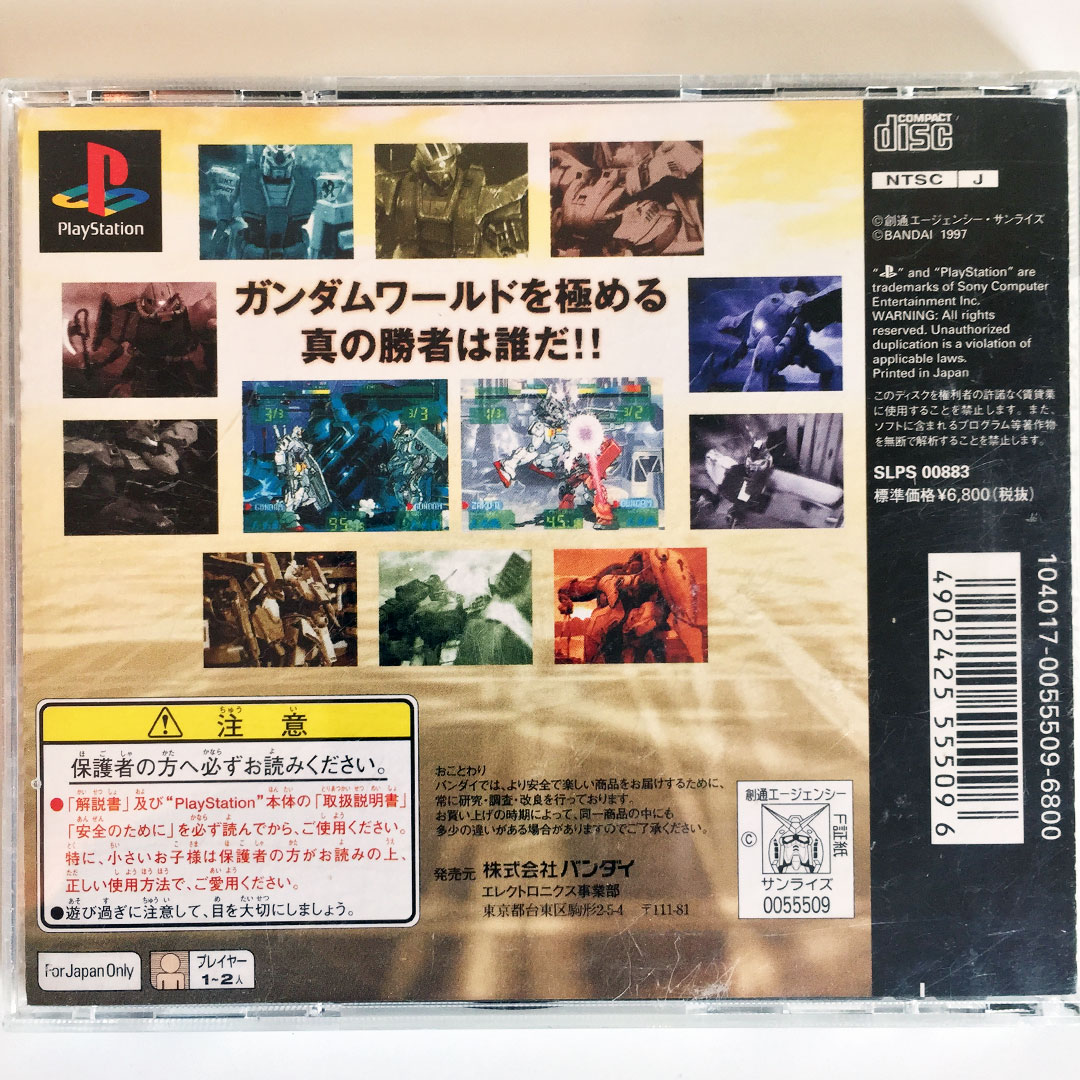 PlayStation
ガンダムワールドを極める
真の勝者は誰だ!!
3/3
3/3
GUNDAM
GUNDAM
95
1/3
3/2
ZAKU II
GUNDAM
45
COMPACT
disc
NTSC J
©創通エージェンシー・サンライズ
©BANDAI 1997
" " and "PlayStation" are
trademarks of Sony Computer
Entertainment Inc.
WARNING: All rights
reserved. Unauthorized
duplication is a violation of
applicable laws.
Printed in Japan
このディスクを権利者の許諾なく賃貸業
に使用することを禁止します。また、
ソフトに含まれるプログラム等著作物
を無断で解析することを禁止します。
SLPS 00883
標準価格¥6,800(税抜)
104017-0055509-6800
4902425 555096
注意
保護者の方へ必ずお読みください。
●「解説書」及び"PlayStation"本体の「取扱説明書」
「安全のために」を必ず読んでから、ご使用ください。
特に、小さいお子様は保護者の方がお読みの上、
正しい使用方法で、ご愛用ください。
●遊び過ぎに注意して、目を大切にしましょう。
For Japan Only
プレイヤー
1~2人
おことわり
バンダイでは、より安全で楽しい商品をお届けするために、
常に研究・調査・改良を行っております。
お買い上げの時期によって、同一商品の中にも
多少の違いがある場合がありますのでご了承ください。
発売元 株式会社バンダイ
エレクトロニクス事業部
東京都台東区駒形2-5-4 〒111-81
創通エージェンシー
©
F証紙
サンライズ
0055509